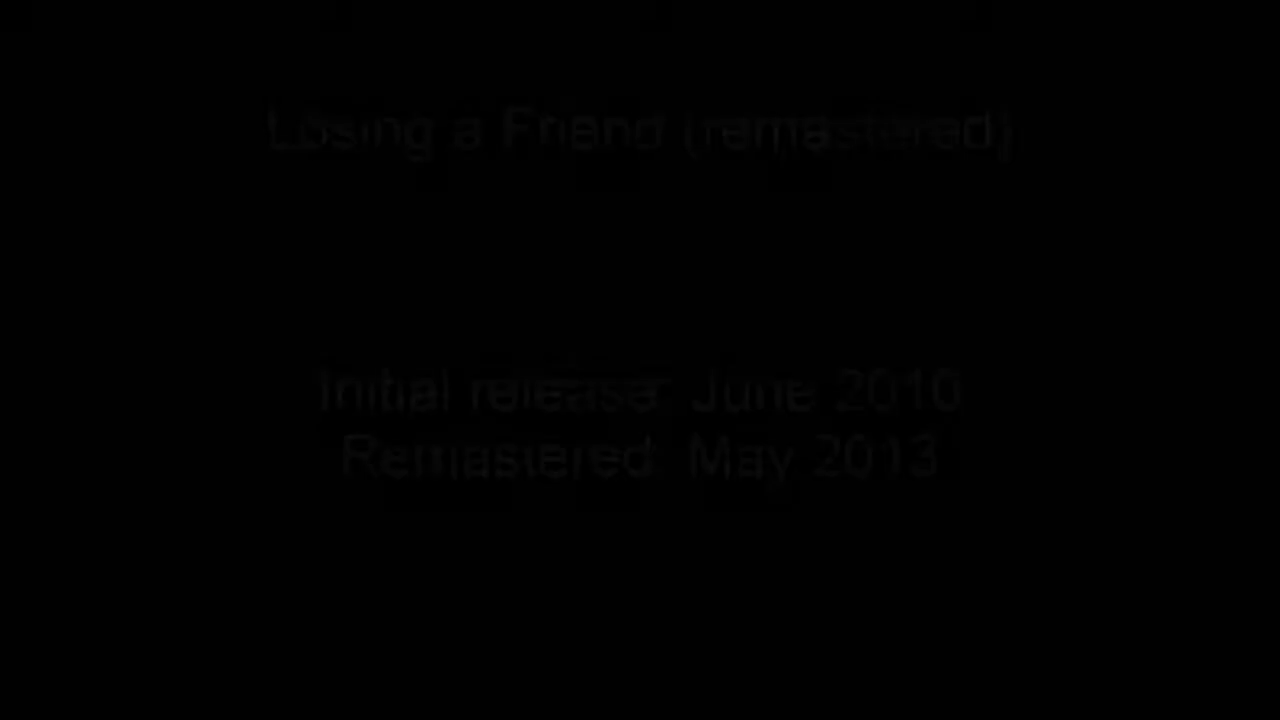 Losing a Friend (remastered)
Initial release: June 2010
Remastered: May 2013